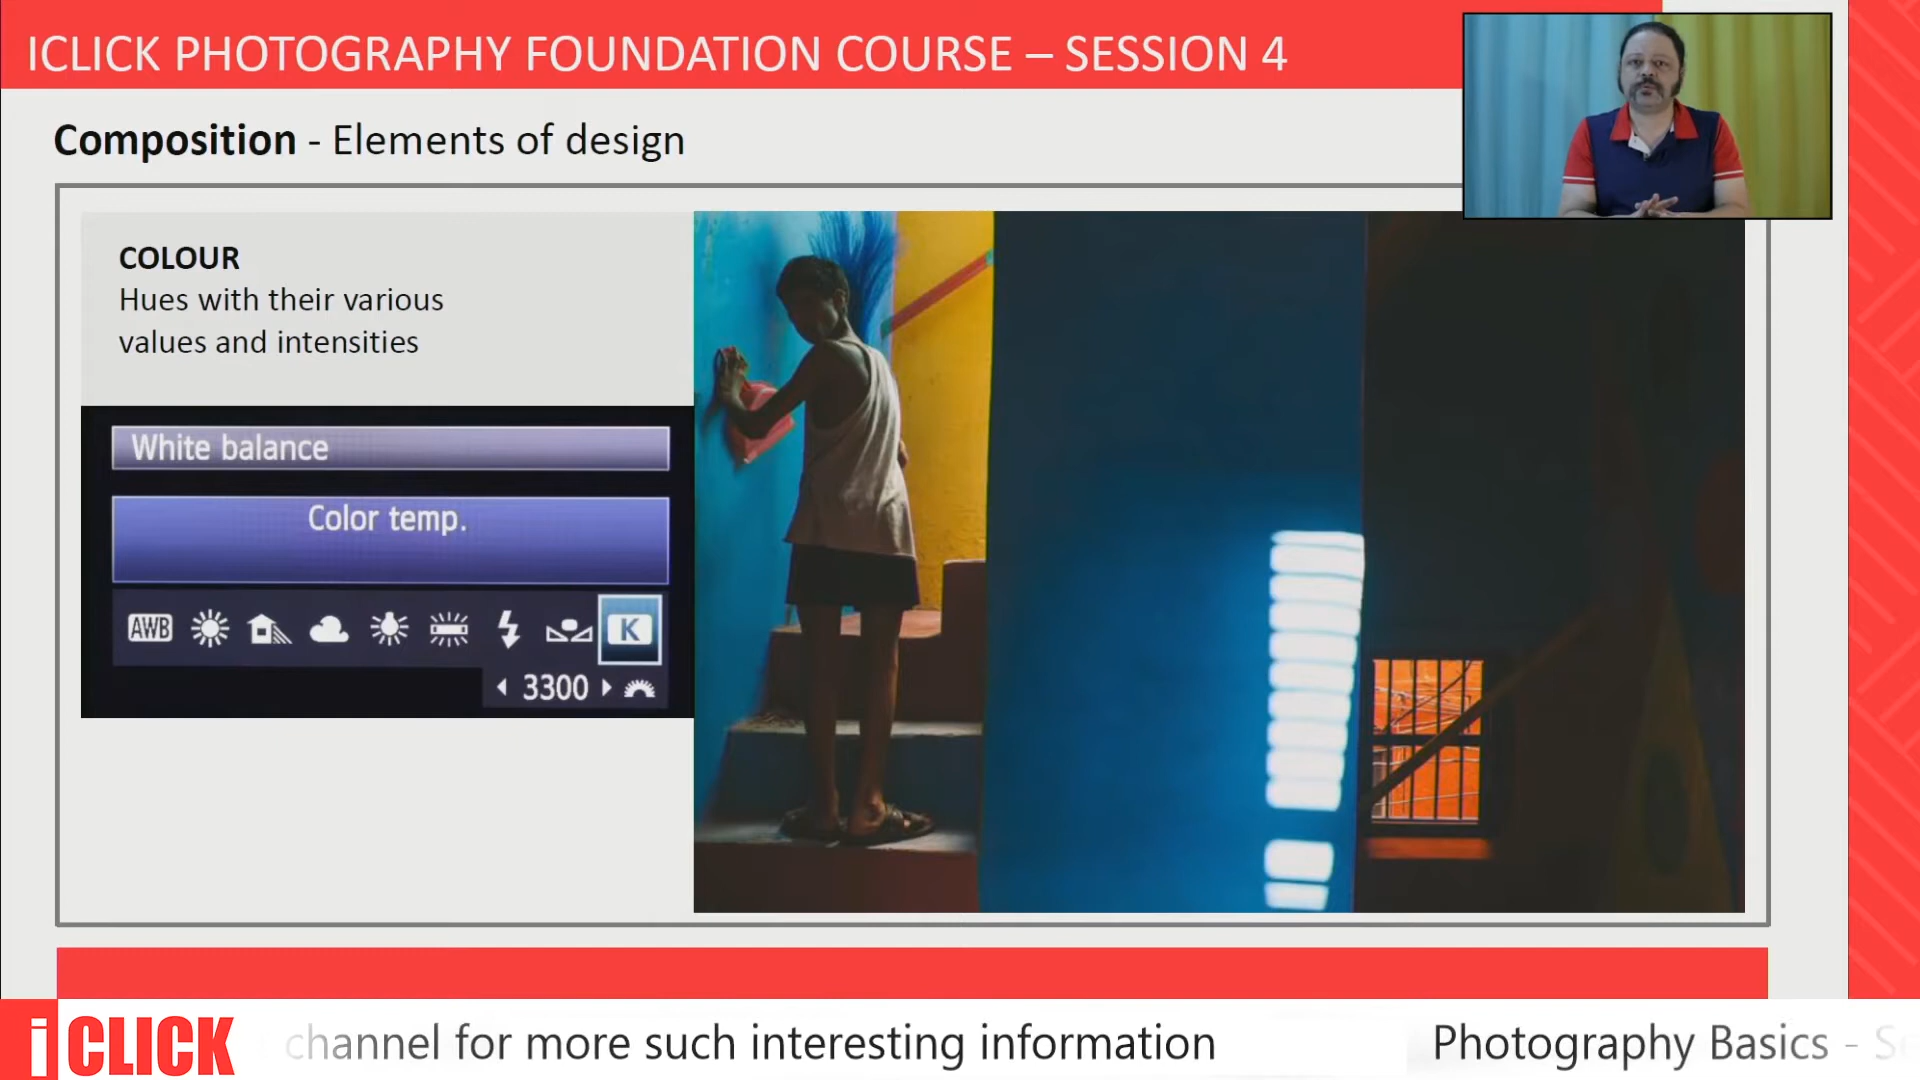 ICLICK PHOTOGRAPHY FOUNDATION COURSE – SESSION 4
Composition - Elements of design
COLOUR
Hues with their various
values and intensities
White balance
Color temp.
AWB
K
3300
iCLICK
channel for more such interesting information
Photography Basics -